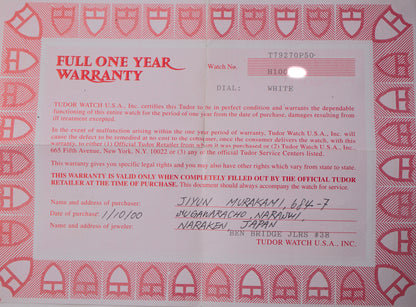 T79270P50
FULL ONE YEAR
WARRANTY
Watch No.
H100
DIAL: WHITE
TUDOR WATCH U.S.A., Inc. certifies this Tudor to be in perfect condition and warrants the dependable
functioning of this entire watch for the period of one year from the date of purchase, damages resulting from
ill treatment excepted.
In the event of malfunction arising within the one year period of warranty, TUDOR WATCH U.S.A., Inc. will
cause the defect to be remedied at no cost to the consumer, once the consumer delivers the watch, with this
warranty, to either (1) Official Tudor Retailer from whom it was purchased or (2) Tudor Watch U.S.A., Inc.,
665 Fifth Avenue, New York, N.Y. 10022 or (3) any of the official Tudor Service Centers listed.
This warranty gives you specific legal rights and you may also have other rights which vary from state to state.
THIS WARRANTY IS VALID ONLY WHEN COMPLETELY FILLED OUT BY THE OFFICIAL TUDOR
RETAILER AT THE TIME OF PURCHASE. This document should always accompany the watch for service.
Name and address of purchaser: JIYUN MURAKAMI, 684-7
Date of purchase: 1/10/00 SUGAWARACHO, NARASHI
Name and address of jeweler: NARAKEN JAPAN
BEN BRIDGE JLRS #38
TUDOR WATCH U.S.A., INC.